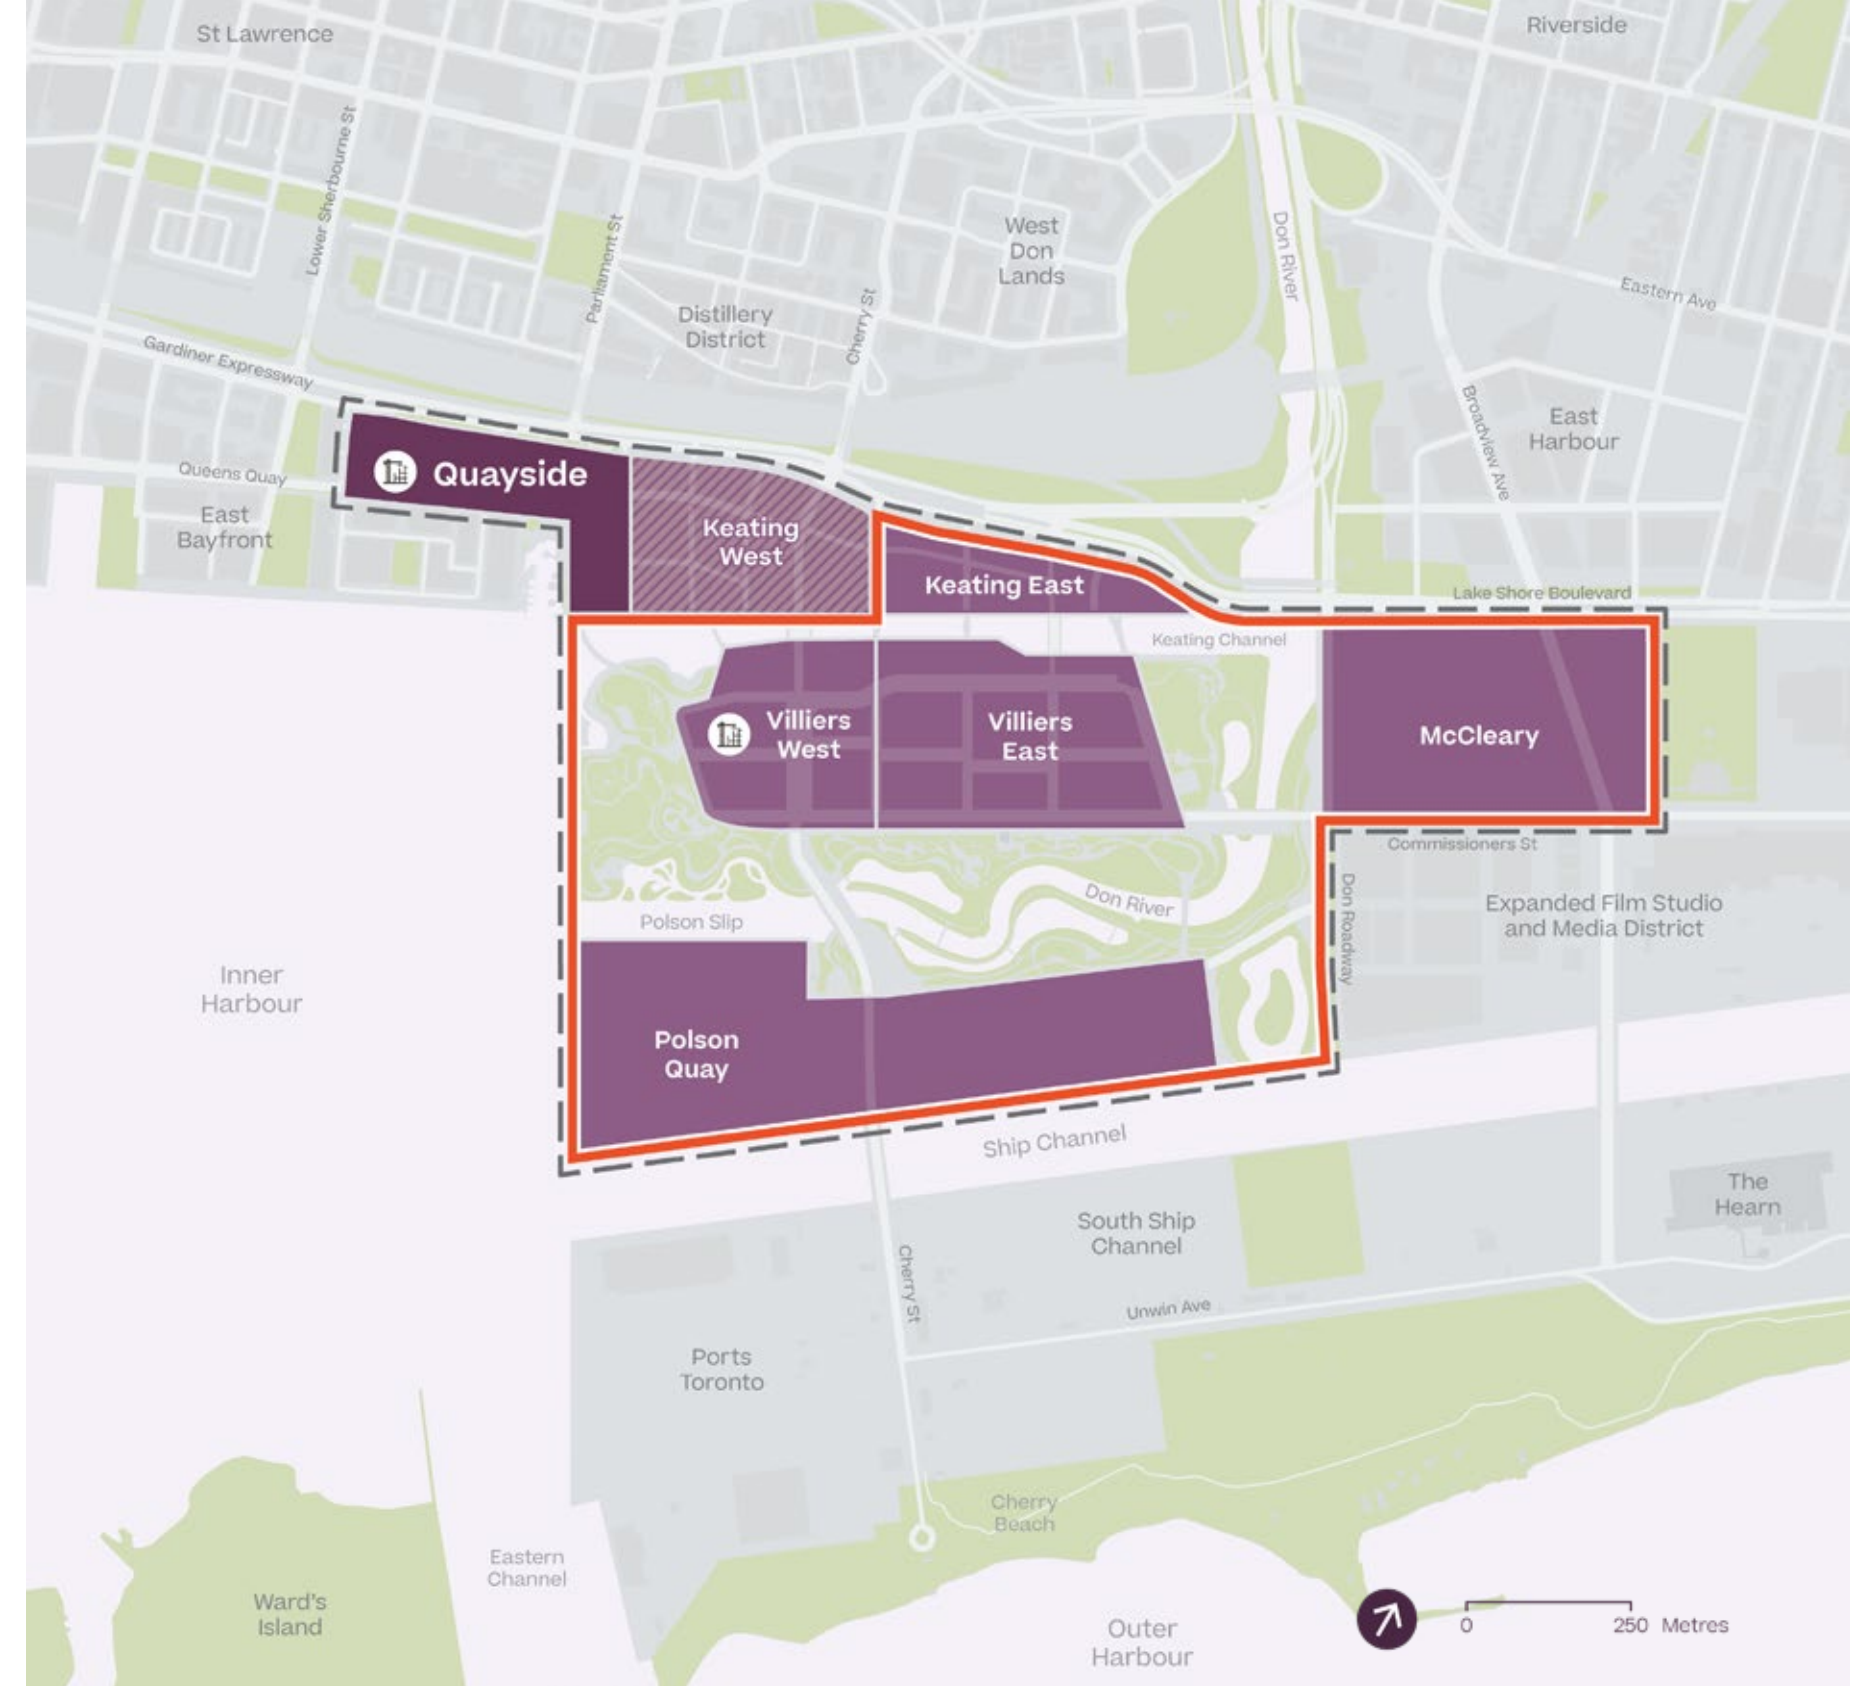 St Lawrence
Riverside
Lower Sherbourne St
Parliament St
West
Don
Lands
Don River
Eastern Ave
Distillery
District
Cherry St
Gardiner Expressway
Broadview Ave
East
Harbour
Queens Quay
Quayside
East
Bayfront
Keating
West
Keating East
Lake Shore Boulevard
Keating Channel
Villiers
West
Villiers
East
McCleary
Commissioners St
Don River
Don Roadway
Expanded Film Studio
and Media District
Polson Slip
Inner
Harbour
Polson
Quay
Ship Channel
The
Hearn
South Ship
Channel
Cherry St
Unwin Ave
Ports
Toronto
Cherry
Beach
Eastern
Channel
Ward's
Island
Outer
Harbour
0 250 Metres